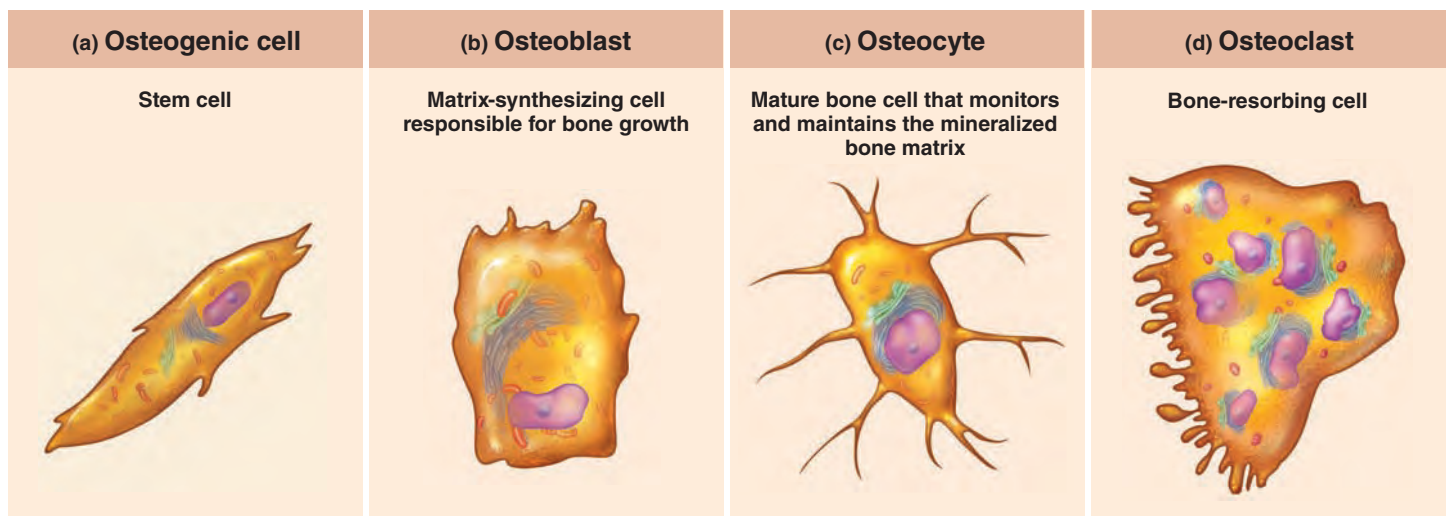 (a) Osteogenic cell
Stem cell
(b) Osteoblast
Matrix-synthesizing cell
responsible for bone growth
(c) Osteocyte
Mature bone cell that monitors
and maintains the mineralized
bone matrix
(d) Osteoclast
Bone-resorbing cell